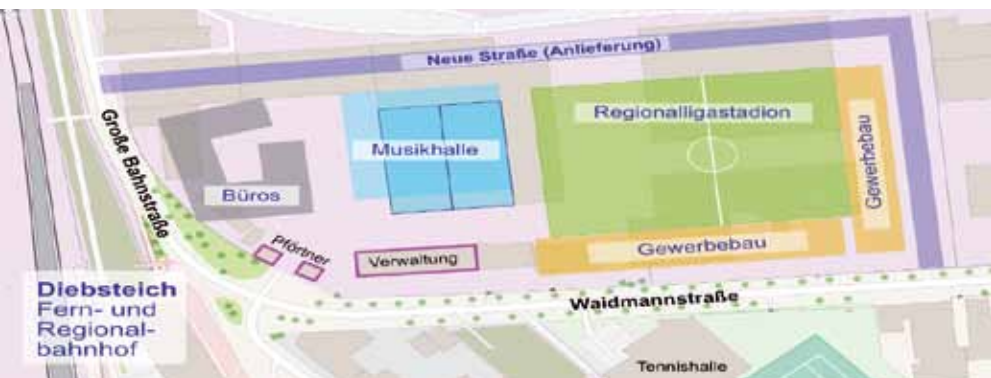 Neue Straße (Anlieferung)
Große Bahnstraße
Musikhalle
Regionalligastadion
Gewerbebau
Büros
Pförtner
Verwaltung
Gewerbebau
Diebsteich
Fern- und
Regional-
bahnhof
Waidmannstraße
Tennishalle